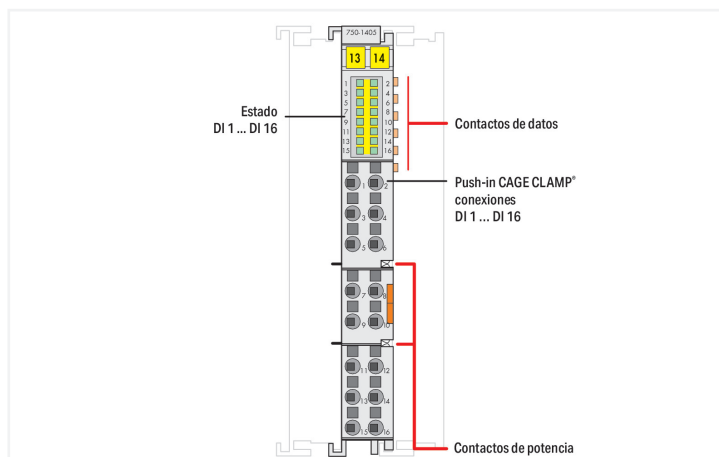 750-1405
13 14
1 2
3 4
5 6
7 8
9 10
11 12
13 14
15 16
Estado
DI 1 ... DI 16
Contactos de datos
Push-in CAGE CLAMP®
conexiones
DI 1 ... DI 16
1 2
3 4
5 6
7 8
9 10
11 12
13 14
15 16
Contactos de potencia